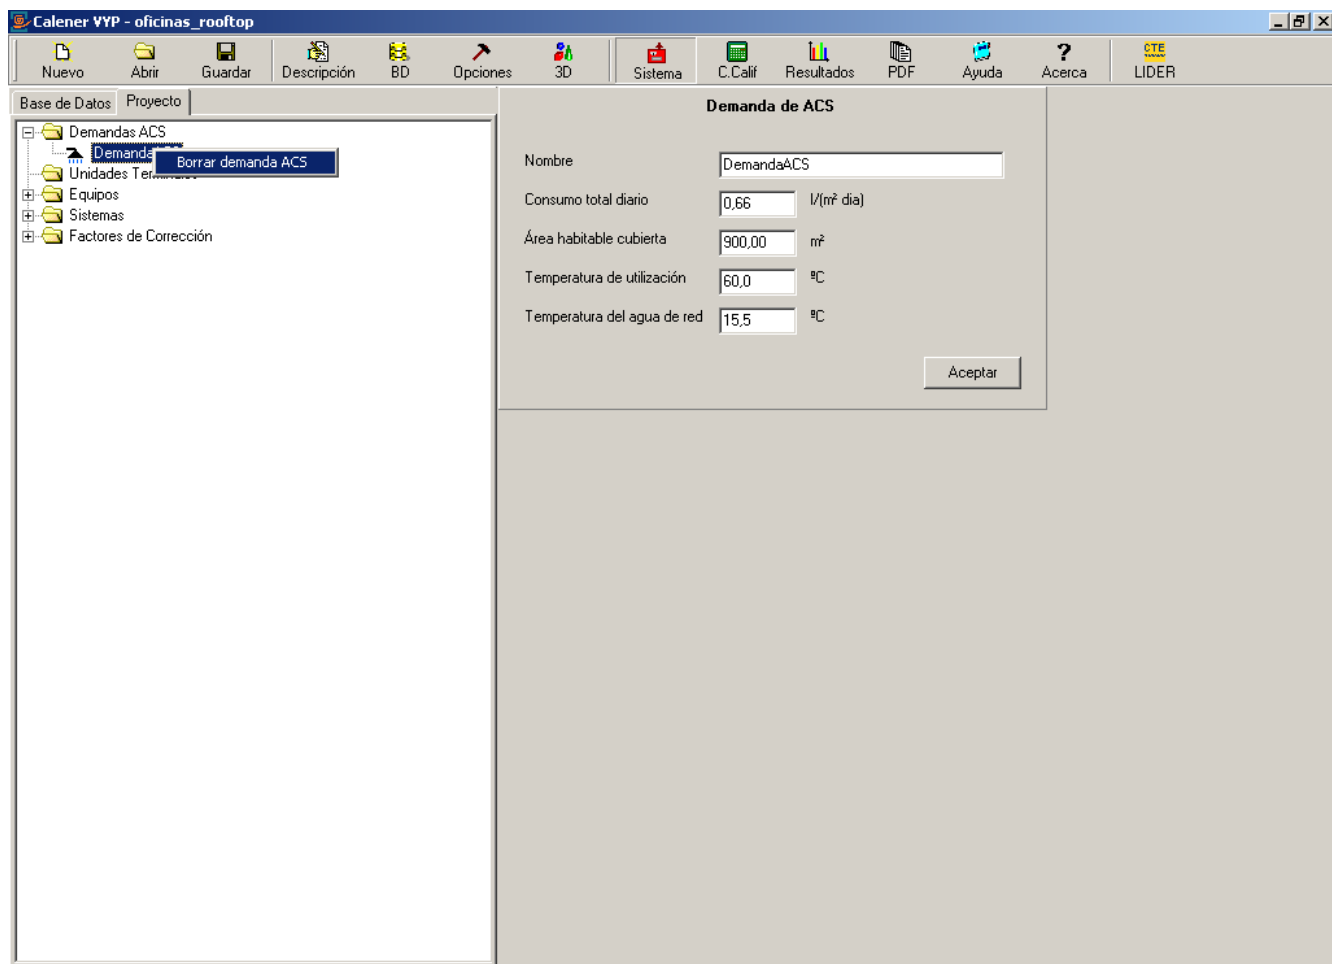 Calener VYP - oficinas_rooftop
Nuevo Abrir Guardar Descripción BD Opciones 3D Sistema C.Calif Resultados PDF Ayuda Acerca CTE LIDER
Base de Datos Proyecto
Demandas ACS
Demanda
Borrar demanda ACS
Unidades
Equipos
Sistemas
Factores de Corrección
Demanda de ACS
Nombre DemandaACS
Consumo total diario 0,66 l/(m² dia)
Área habitable cubierta 900,00 m²
Temperatura de utilización 60,0 ºC
Temperatura del agua de red 15,5 ºC
Aceptar